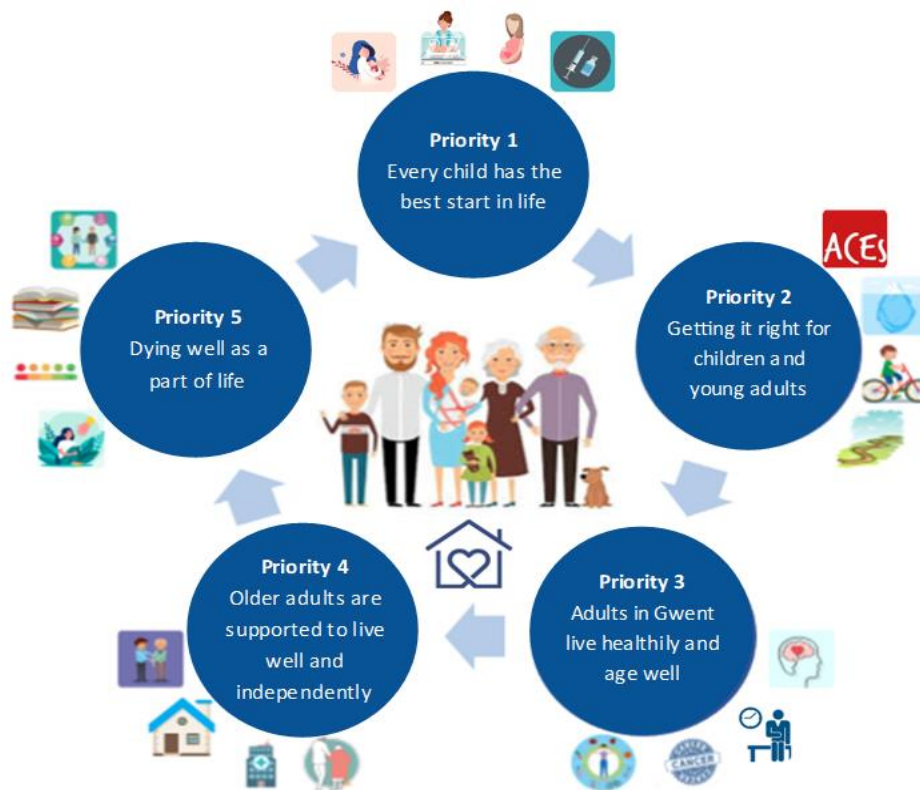 Priority 1
Every child has the
best start in life
ACEs
Priority 2
Getting it right for
children and
young adults
Priority 3
Adults in Gwent
live healthily and
age well
CANCER
Priority 4
Older adults are
supported to live
well and
independently
Priority 5
Dying well as a
part of life